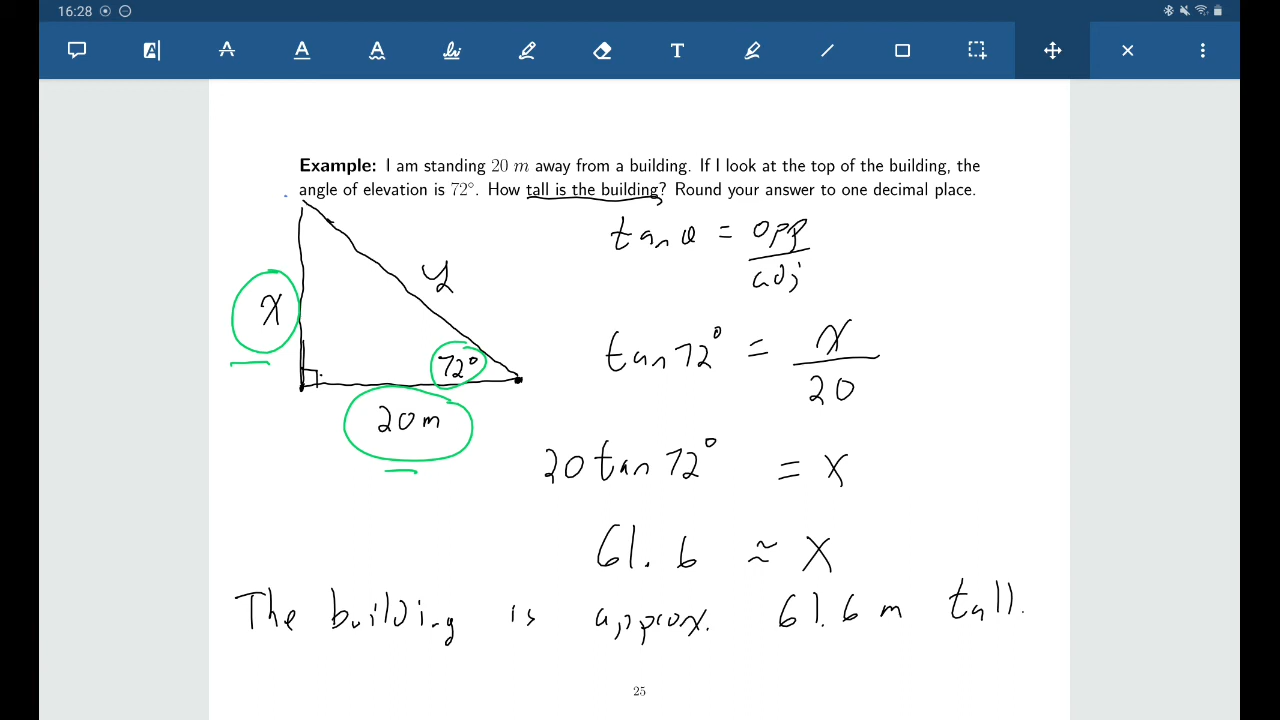 16:28
A T
Example: I am standing 20 m away from a building. If I look at the top of the building, the
angle of elevation is 72°. How tall is the building? Round your answer to one decimal place.
tan θ = opp/adj
x
y
72°
20 m
tan 72° = x/20
20 tan 72° = x
61.6 ≈ x
The building is approx. 61.6 m tall.
25